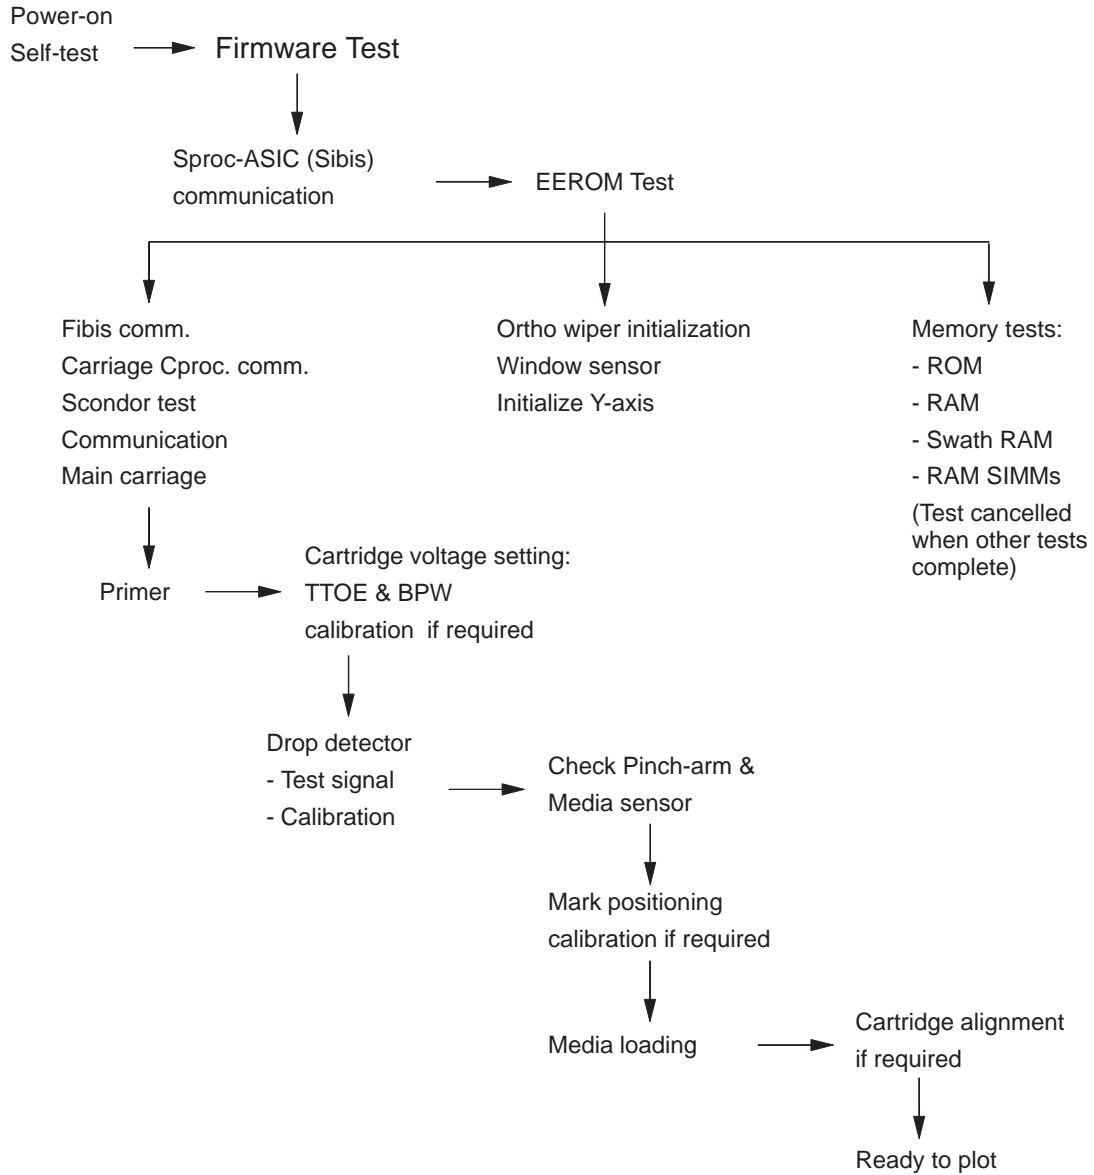 Power-on
Self-test
Firmware Test
Sproc-ASIC (Sibis)
communication
EEROM Test
Fibis comm.
Carriage Cproc. comm.
Scondor test
Communication
Main carriage
Ortho wiper initialization
Window sensor
Initialize Y-axis
Memory tests:
- ROM
- RAM
- Swath RAM
- RAM SIMMs
(Test cancelled
when other tests
complete)
Primer
Cartridge voltage setting:
TTOE & BPW
calibration if required
Drop detector
- Test signal
- Calibration
Check Pinch-arm &
Media sensor
Mark positioning
calibration if required
Media loading
Cartridge alignment
if required
Ready to plot